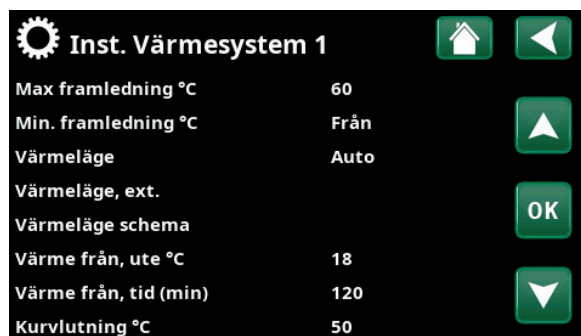 Inst. Värmesystem 1
Max framledning °C 60
Min. framledning °C Från
Värmeläge Auto
Värmeläge, ext.
Värmeläge schema
OK
Värme från, ute °C 18
Värme från, tid (min) 120
Kurvlutning °C 50